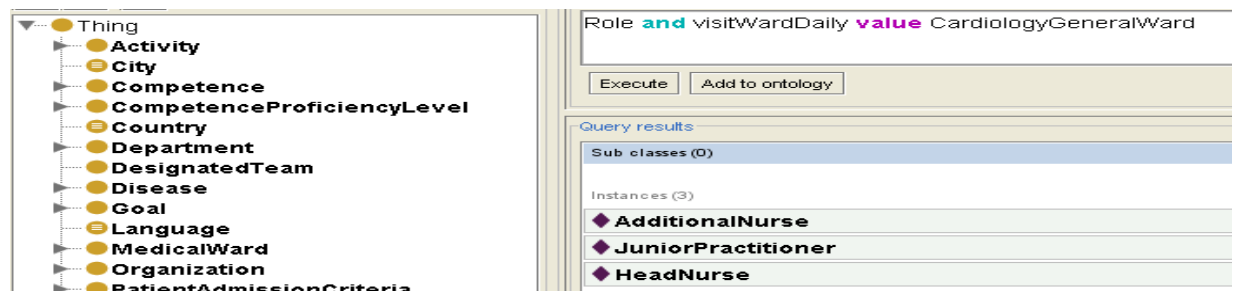 Thing
Activity
City
Competence
CompetenceProficiencyLevel
Country
Department
DesignatedTeam
Disease
Goal
Language
MedicalWard
Organization
PatientAdmissionCriteria
Role and visitWardDaily value CardiologyGeneralWard
Execute Add to ontology
Query results
Sub classes (0)
Instances (3)
AdditionalNurse
JuniorPractitioner
HeadNurse